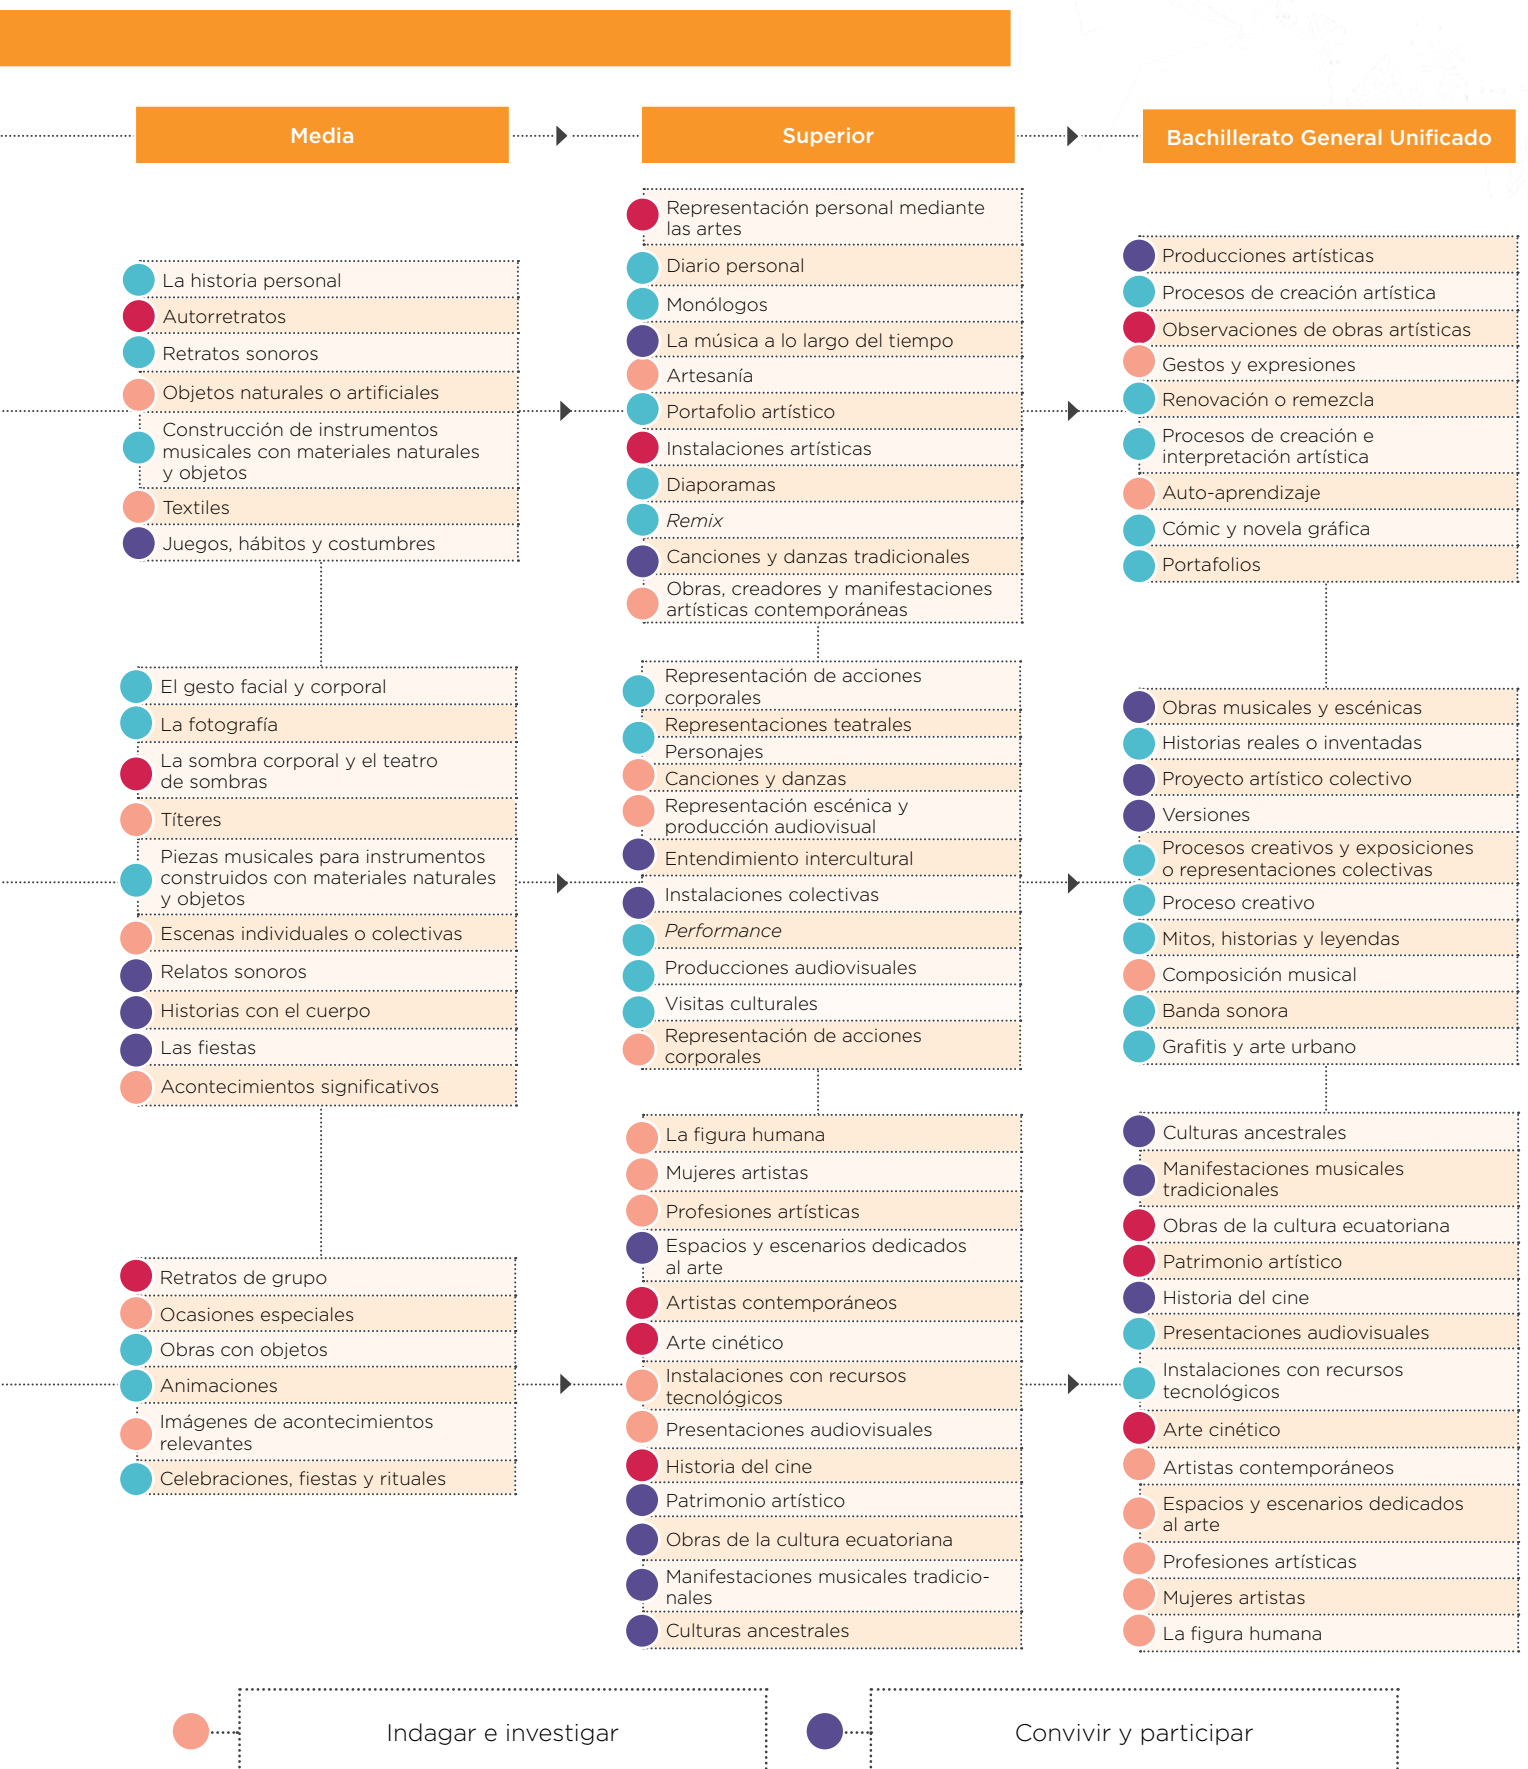 Media
Superior
Bachillerato General Unificado
La historia personal
Autorretratos
Retratos sonoros
Objetos naturales o artificiales
Construcción de instrumentos
musicales con materiales naturales
y objetos
Textiles
Juegos, hábitos y costumbres
Representación personal mediante
las artes
Diario personal
Monólogos
La música a lo largo del tiempo
Artesanía
Portafolio artístico
Instalaciones artísticas
Diaporamas
Remix
Canciones y danzas tradicionales
Obras, creadores y manifestaciones
artísticas contemporáneas
Producciones artísticas
Procesos de creación artística
Observaciones de obras artísticas
Gestos y expresiones
Renovación o remezcla
Procesos de creación e
interpretación artística
Auto-aprendizaje
Cómic y novela gráfica
Portafolios
El gesto facial y corporal
La fotografía
La sombra corporal y el teatro
de sombras
Títeres
Piezas musicales para instrumentos
construidos con materiales naturales
y objetos
Escenas individuales o colectivas
Relatos sonoros
Historias con el cuerpo
Las fiestas
Acontecimientos significativos
Representación de acciones
corporales
Representaciones teatrales
Personajes
Canciones y danzas
Representación escénica y
producción audiovisual
Entendimiento intercultural
Instalaciones colectivas
Performance
Producciones audiovisuales
Visitas culturales
Representación de acciones
corporales
Obras musicales y escénicas
Historias reales o inventadas
Proyecto artístico colectivo
Versiones
Procesos creativos y exposiciones
o representaciones colectivas
Proceso creativo
Mitos, historias y leyendas
Composición musical
Banda sonora
Grafitis y arte urbano
Retratos de grupo
Ocasiones especiales
Obras con objetos
Animaciones
Imágenes de acontecimientos
relevantes
Celebraciones, fiestas y rituales
La figura humana
Mujeres artistas
Profesiones artísticas
Espacios y escenarios dedicados
al arte
Artistas contemporáneos
Arte cinético
Instalaciones con recursos
tecnológicos
Presentaciones audiovisuales
Historia del cine
Patrimonio artístico
Obras de la cultura ecuatoriana
Manifestaciones musicales tradicio-
nales
Culturas ancestrales
Culturas ancestrales
Manifestaciones musicales
tradicionales
Obras de la cultura ecuatoriana
Patrimonio artístico
Historia del cine
Presentaciones audiovisuales
Instalaciones con recursos
tecnológicos
Arte cinético
Artistas contemporáneos
Espacios y escenarios dedicados
al arte
Profesiones artísticas
Mujeres artistas
La figura humana
Indagar e investigar
Convivir y participar